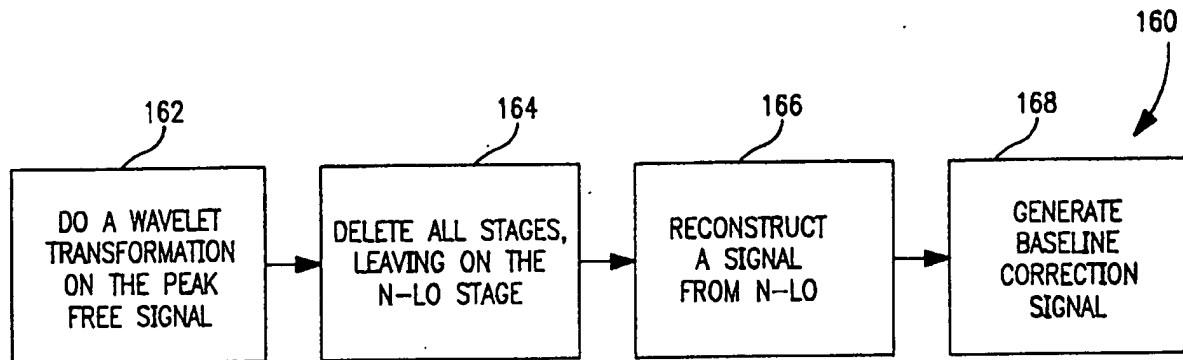 160
162
164
166
168
DO A WAVELET
TRANSFORMATION
ON THE PEAK
FREE SIGNAL
DELETE ALL STAGES,
LEAVING ON THE
N-LO STAGE
RECONSTRUCT
A SIGNAL
FROM N-LO
GENERATE
BASELINE
CORRECTION
SIGNAL